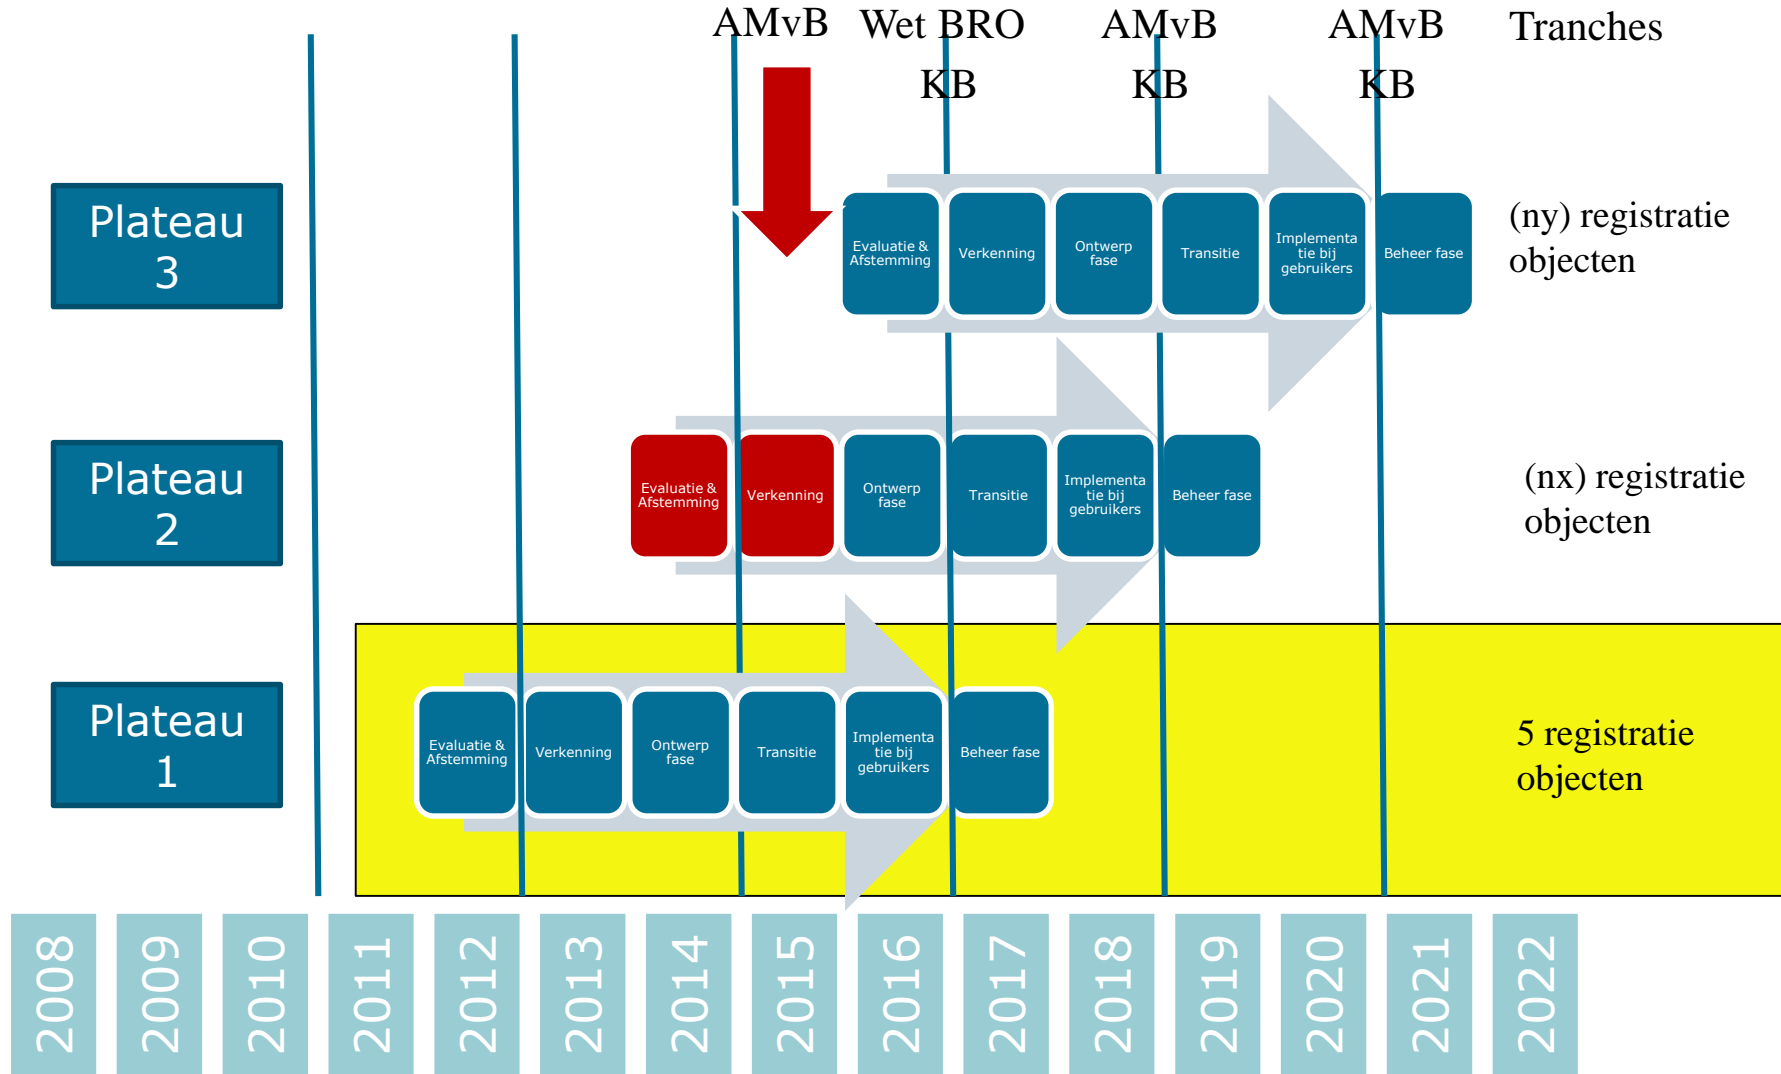 AMvB Wet BRO AMvB AMvB Tranches
KB KB KB
Plateau
3
Evaluatie &
Afstemming
Verkenning
Ontwerp
fase
Transitie
Implementa
tie bij
gebruikers
Beheer fase
(ny) registratie
objecten
Plateau
2
Evaluatie &
Afstemming
Verkenning
Ontwerp
fase
Transitie
Implementa
tie bij
gebruikers
Beheer fase
(nx) registratie
objecten
Plateau
1
Evaluatie &
Afstemming
Verkenning
Ontwerp
fase
Transitie
Implementa
tie bij
gebruikers
Beheer fase
5 registratie
objecten
2008
2009
2010
2011
2012
2013
2014
2015
2016
2017
2018
2019
2020
2021
2022